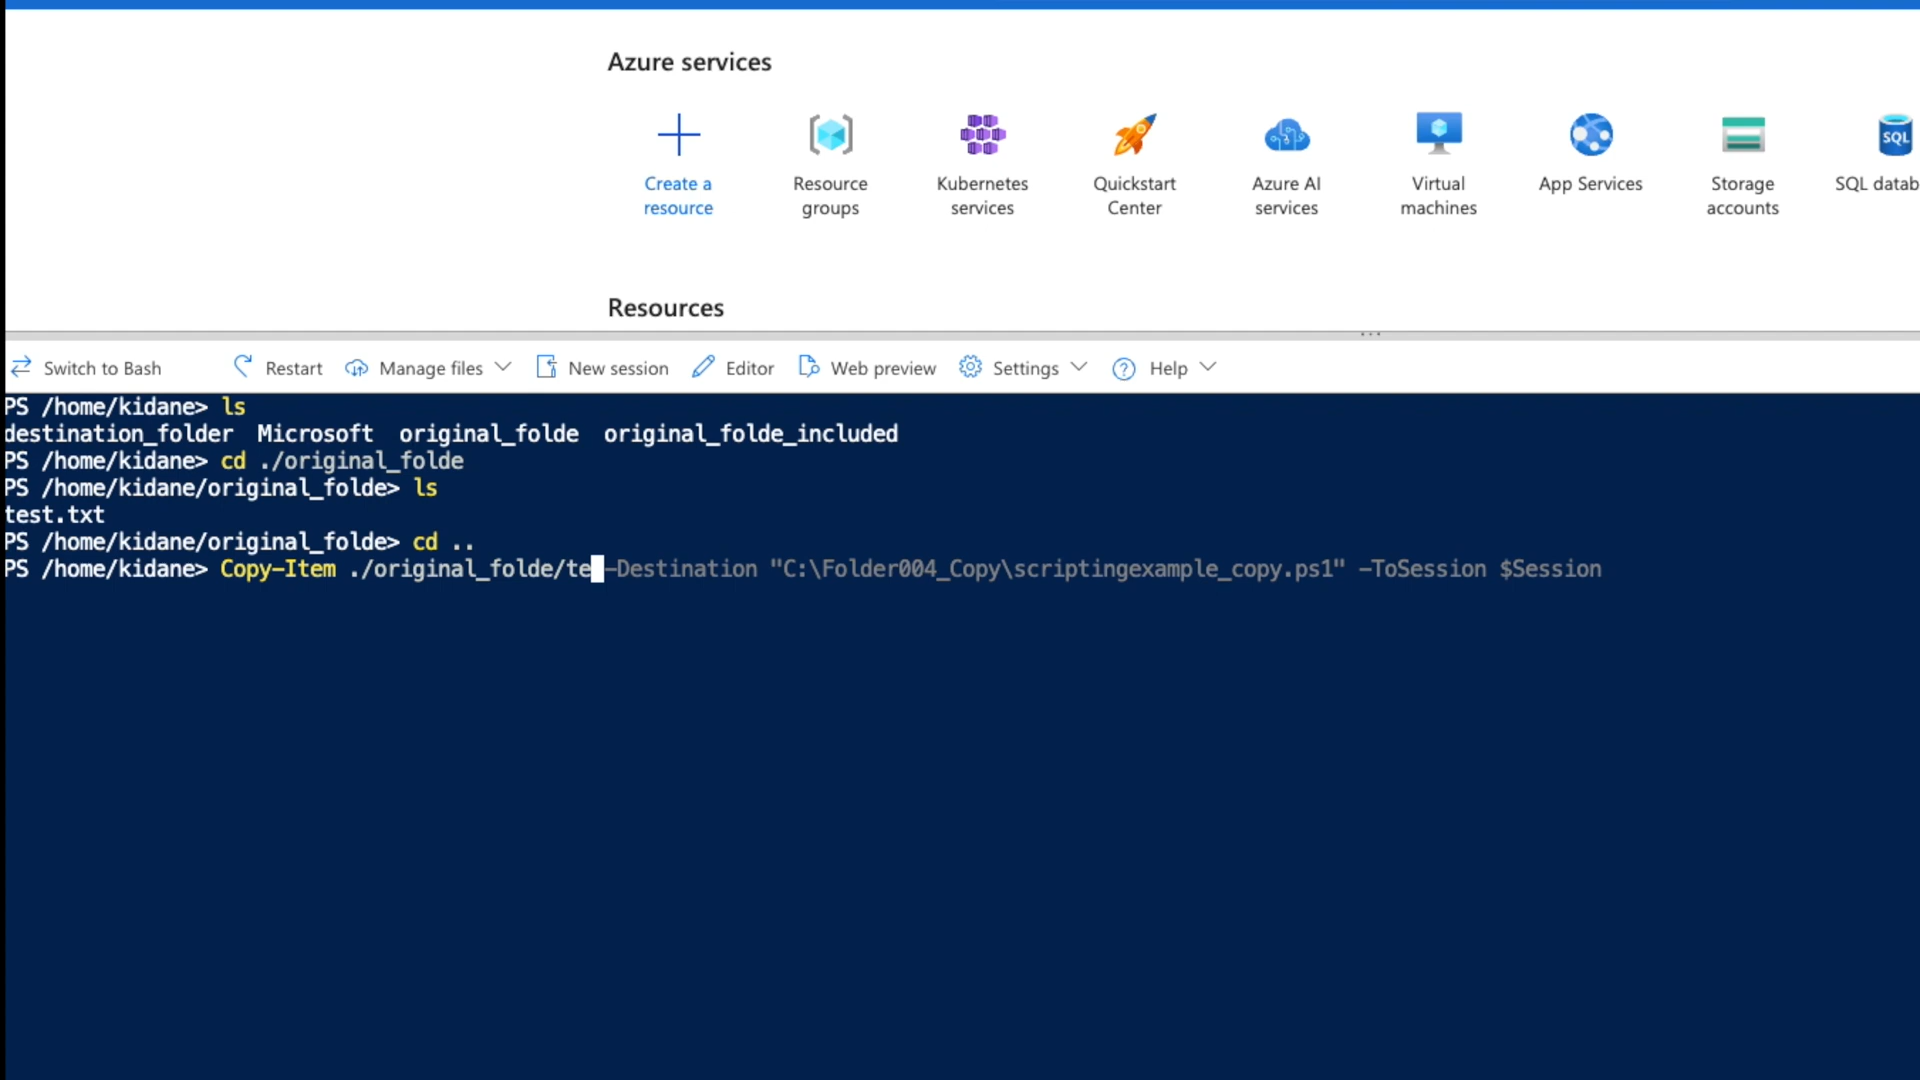 Azure services
Create a resource
Resource groups
Kubernetes services
Quickstart Center
Azure AI services
Virtual machines
App Services
Storage accounts
SQL datab
SQL
Resources
Switch to Bash Restart Manage files New session Editor Web preview Settings Help
PS /home/kidane> ls
destination_folder Microsoft original_folde original_folde_included
PS /home/kidane> cd ./original_folde
PS /home/kidane/original_folde> ls
test.txt
PS /home/kidane/original_folde> cd ..
PS /home/kidane> Copy-Item ./original_folde/te -Destination "C:\Folder004_Copy\scriptingexample_copy.ps1" -ToSession $Session